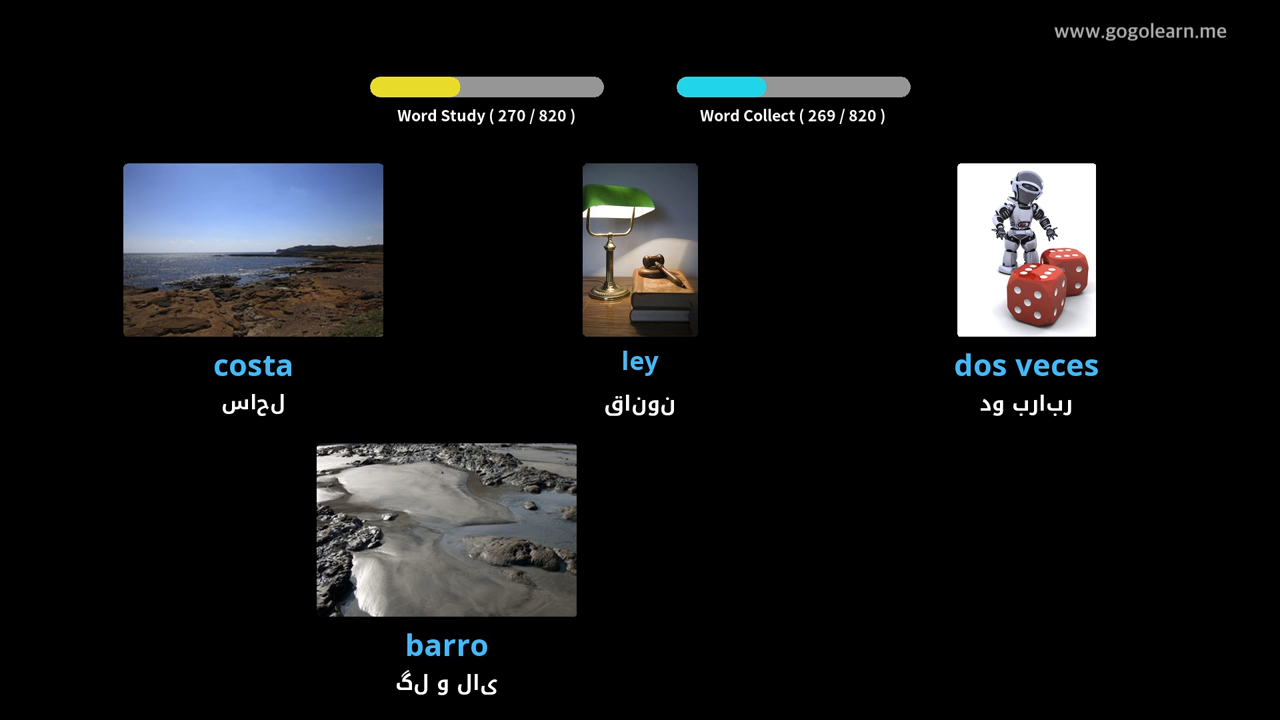 www.gogolearn.me
Word Study ( 270 / 820 )
Word Collect ( 269 / 820 )
costa
لحاس
ley
نوناق
dos veces
ربارب ود
barro
یال و لگ